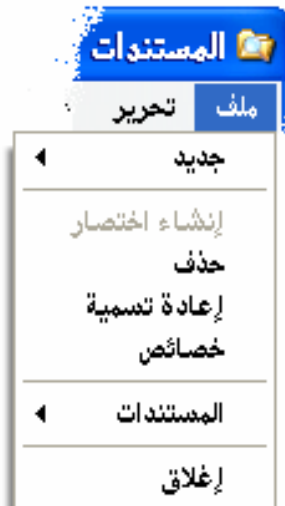 المستندات
ملف تحرير
جديد
إنشاء اختصار
حذف
إعادة تسمية
خصائص
المستندات
إغلاق